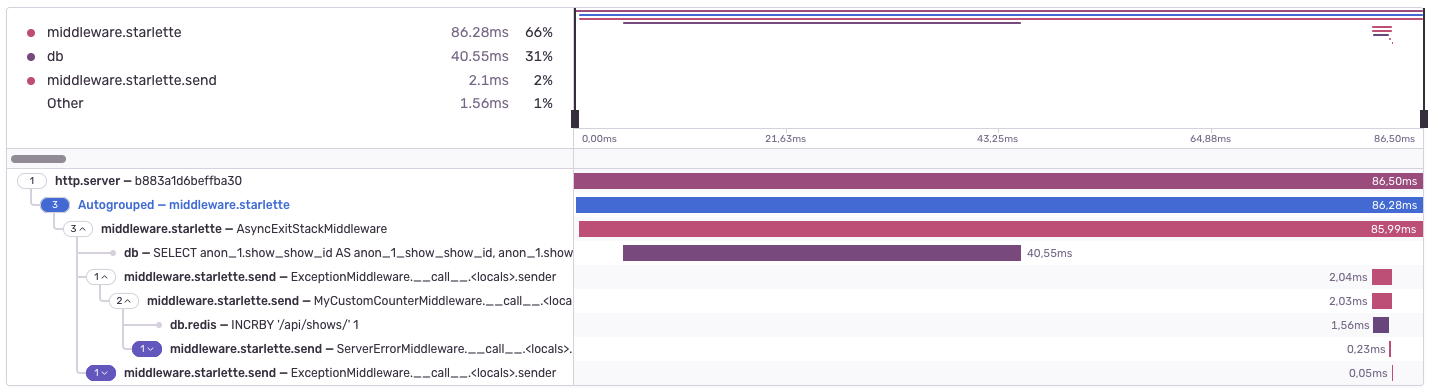 middleware.starlette 86.28ms 66%
db 40.55ms 31%
middleware.starlette.send 2.1ms 2%
Other 1.56ms 1%
0,00ms 21,63ms 43,25ms 64,88ms 86,50ms
1 http.server — b883a1d6beffba30 86,50ms
3 Autogrouped — middleware.starlette 86,28ms
3 middleware.starlette — AsyncExitStackMiddleware 85,99ms
db — SELECT anon_1.show_show_id AS anon_1_show_show_id, anon_1.show 40,55ms
1 middleware.starlette.send — ExceptionMiddleware.__call__.<locals>.sender 2,04ms
2 middleware.starlette.send — MyCustomCounterMiddleware.__call__.<loca 2,03ms
db.redis — INCRBY '/api/shows/' 1 1,56ms
1 middleware.starlette.send — ServerErrorMiddleware.__call__.<locals>. 0,23ms
1 middleware.starlette.send — ExceptionMiddleware.__call__.<locals>.sender 0,05ms